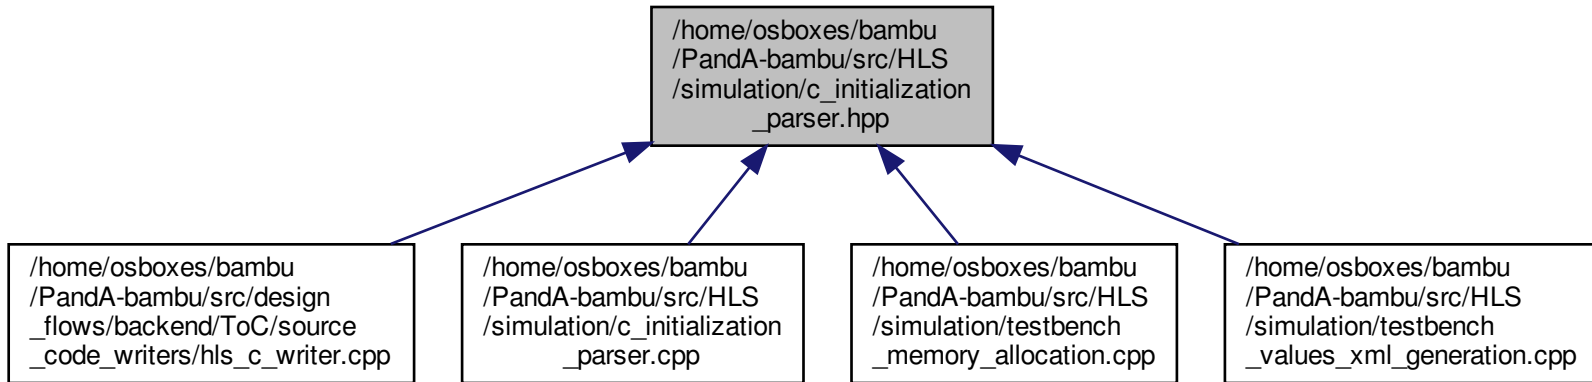 /home/osboxes/bambu
/PandA-bambu/src/HLS
/simulation/c_initialization
_parser.hpp
/home/osboxes/bambu
/PandA-bambu/src/design
_flows/backend/ToC/source
_code_writers/hls_c_writer.cpp
/home/osboxes/bambu
/PandA-bambu/src/HLS
/simulation/c_initialization
_parser.cpp
/home/osboxes/bambu
/PandA-bambu/src/HLS
/simulation/testbench
_memory_allocation.cpp
/home/osboxes/bambu
/PandA-bambu/src/HLS
/simulation/testbench
_values_xml_generation.cpp